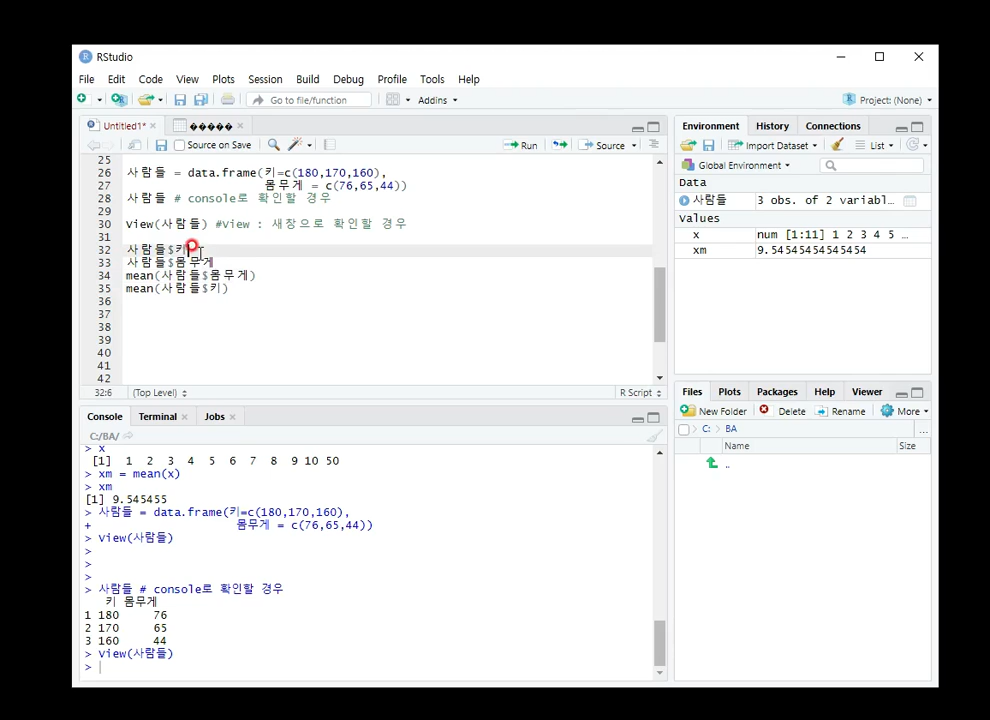 RStudio
File Edit Code View Plots Session Build Debug Profile Tools Help
Go to file/function Addins Project: (None)
Untitled1* �����
Source on Save Run Source
25
26 사람들 = data.frame(키=c(180,170,160),
27 몸무게 = c(76,65,44))
28 사람들 # console로 확인할 경우
29
30 View(사람들) #View : 새창으로 확인할 경우
31
32 사람들$키
33 사람들$몸무게
34 mean(사람들$몸무게)
35 mean(사람들$키)
36
37
38
39
40
41
42
32:6 (Top Level) R Script
Console Terminal Jobs
C:/BA/
> x
[1] 1 2 3 4 5 6 7 8 9 10 50
> xm = mean(x)
> xm
[1] 9.545455
> 사람들 = data.frame(키=c(180,170,160),
+ 몸무게 = c(76,65,44))
> View(사람들)
>
>
>
> 사람들 # console로 확인할 경우
키 몸무게
1 180 76
2 170 65
3 160 44
> View(사람들)
>
Environment History Connections
Import Dataset List
Global Environment
Data
사람들 3 obs. of 2 variabl…
Values
x num [1:11] 1 2 3 4 5 …
xm 9.54545454545454
Files Plots Packages Help Viewer
New Folder Delete Rename More
C: BA ...
Name Size
..